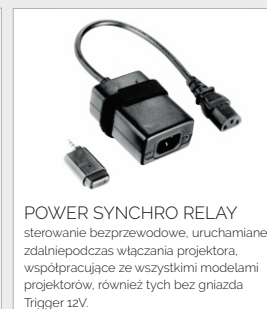 POWER SYNCHRO RELAY
sterowanie bezprzewodowe, uruchamiane
zdalniepodczas włączania projektora,
współpracujące ze wszystkimi modelami
projektorów, również tych bez gniazda
Trigger 12V.